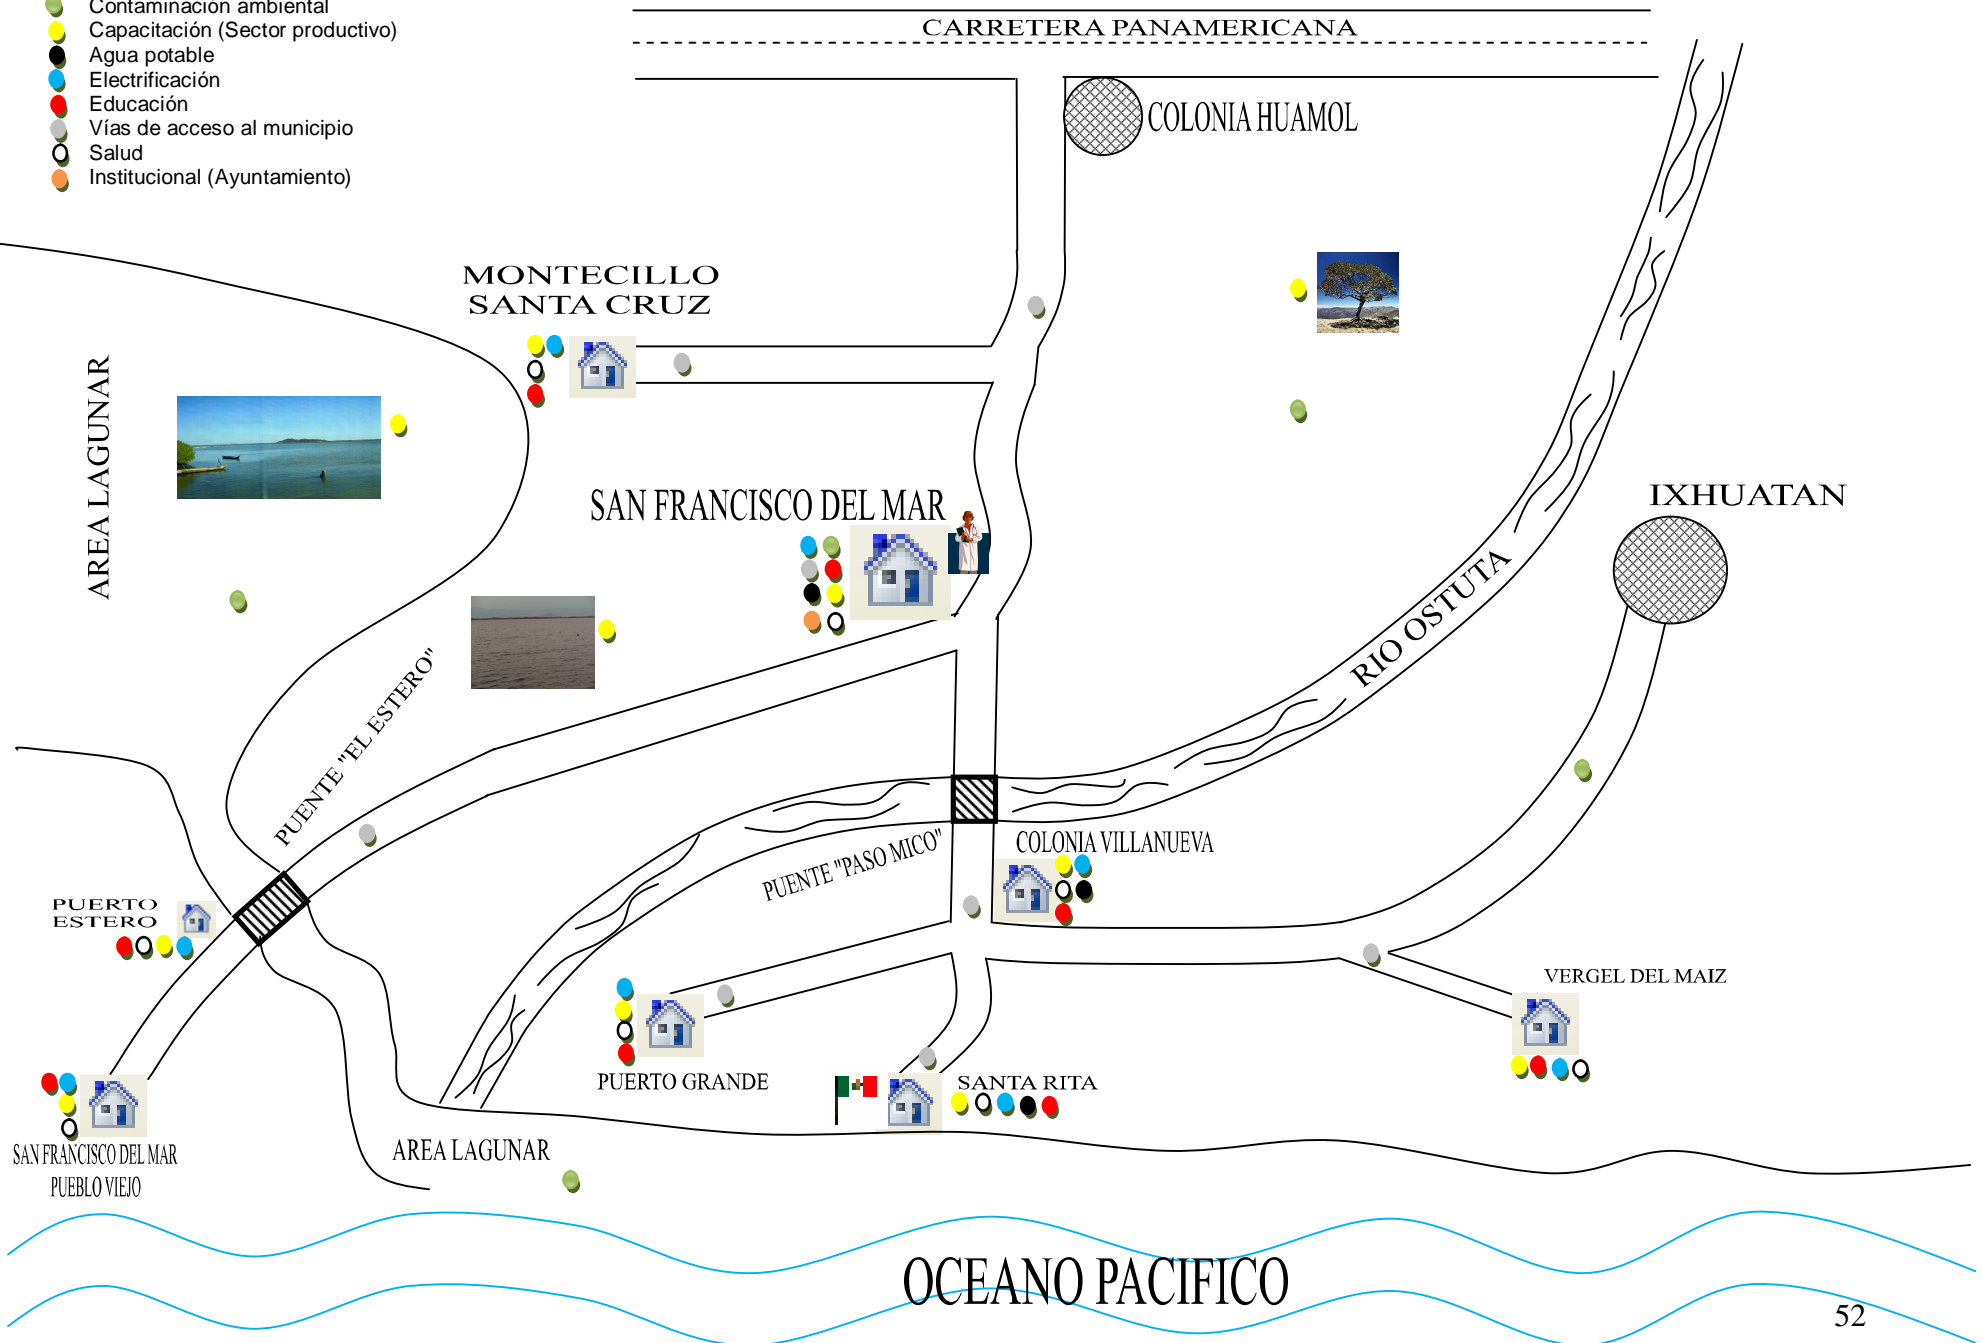 Contaminación ambiental
Capacitación (Sector productivo)
Agua potable
Electrificación
Educación
Vías de acceso al municipio
Salud
Institucional (Ayuntamiento)
CARRETERA PANAMERICANA
COLONIA HUAMOL
MONTECILLO
SANTA CRUZ
AREA LAGUNAR
SAN FRANCISCO DEL MAR
IXHUATAN
RIO OSTUTA
PUENTE "EL ESTERO"
PUENTE "PASO MICO"
COLONIA VILLANUEVA
PUERTO
ESTERO
VERGEL DEL MAIZ
PUERTO GRANDE
SANTA RITA
SAN FRANCISCO DEL MAR
PUEBLO VIEJO
AREA LAGUNAR
OCEANO PACIFICO
52